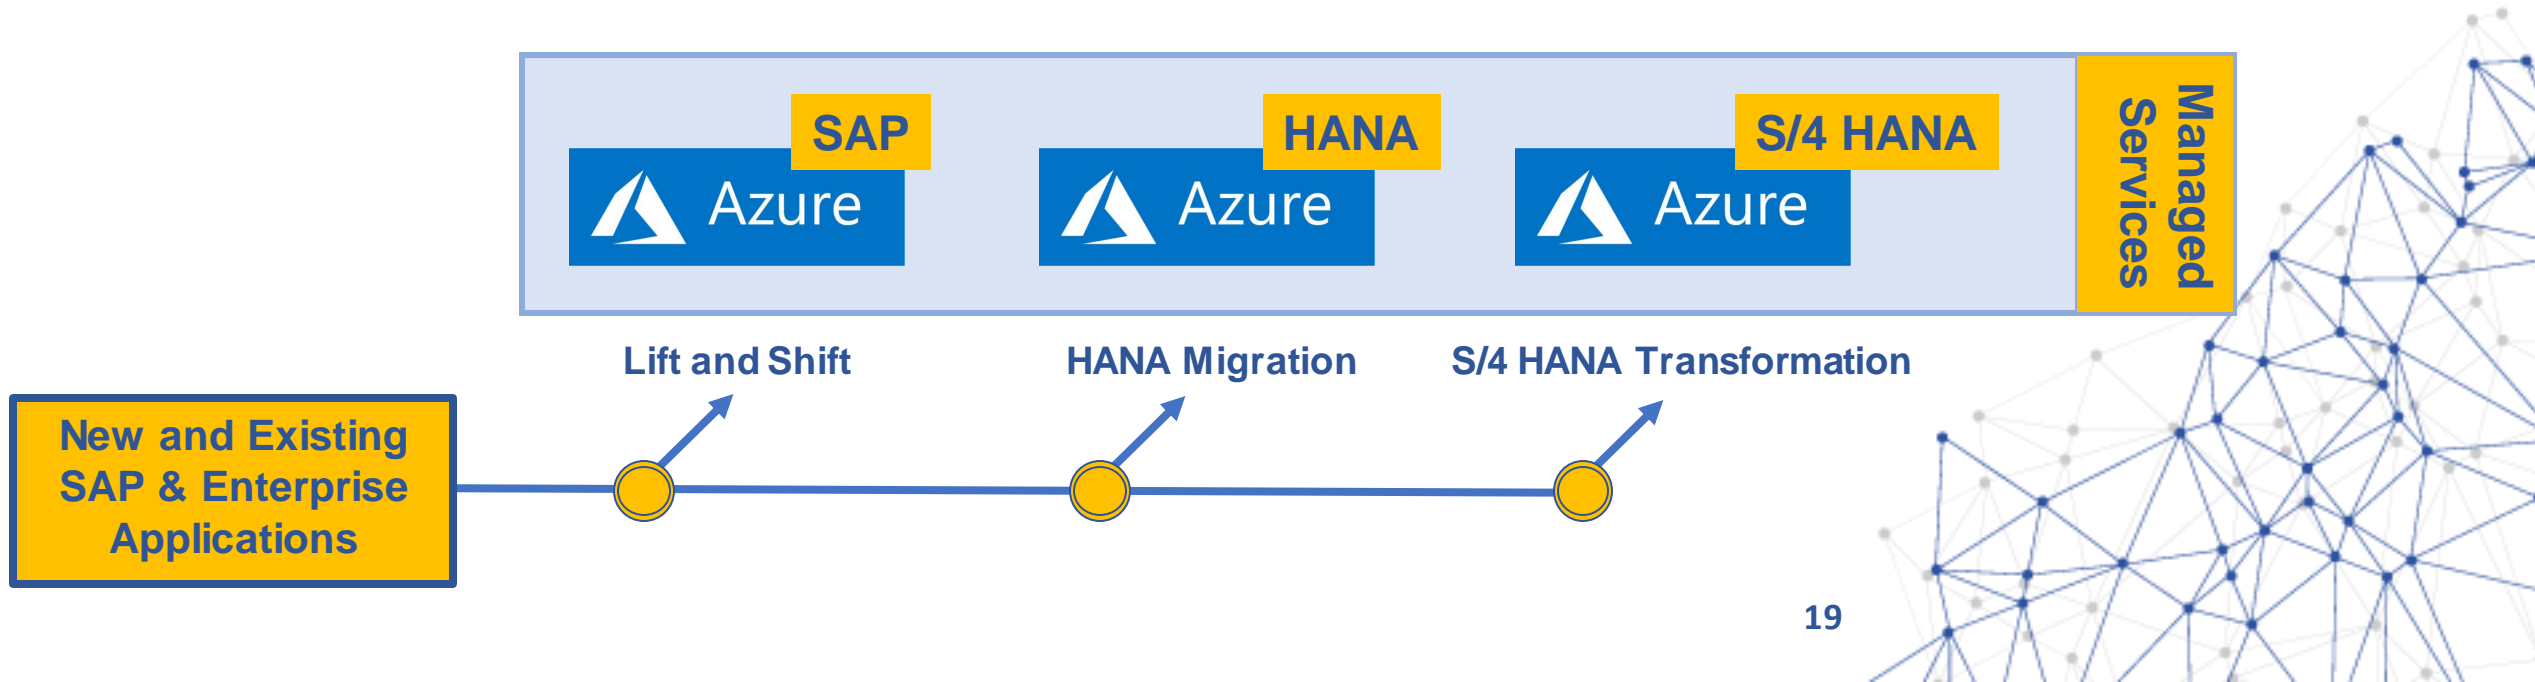 SAP
Azure
HANA
Azure
S/4 HANA
Azure
Managed
Services
Lift and Shift
HANA Migration
S/4 HANA Transformation
New and Existing
SAP & Enterprise
Applications
19